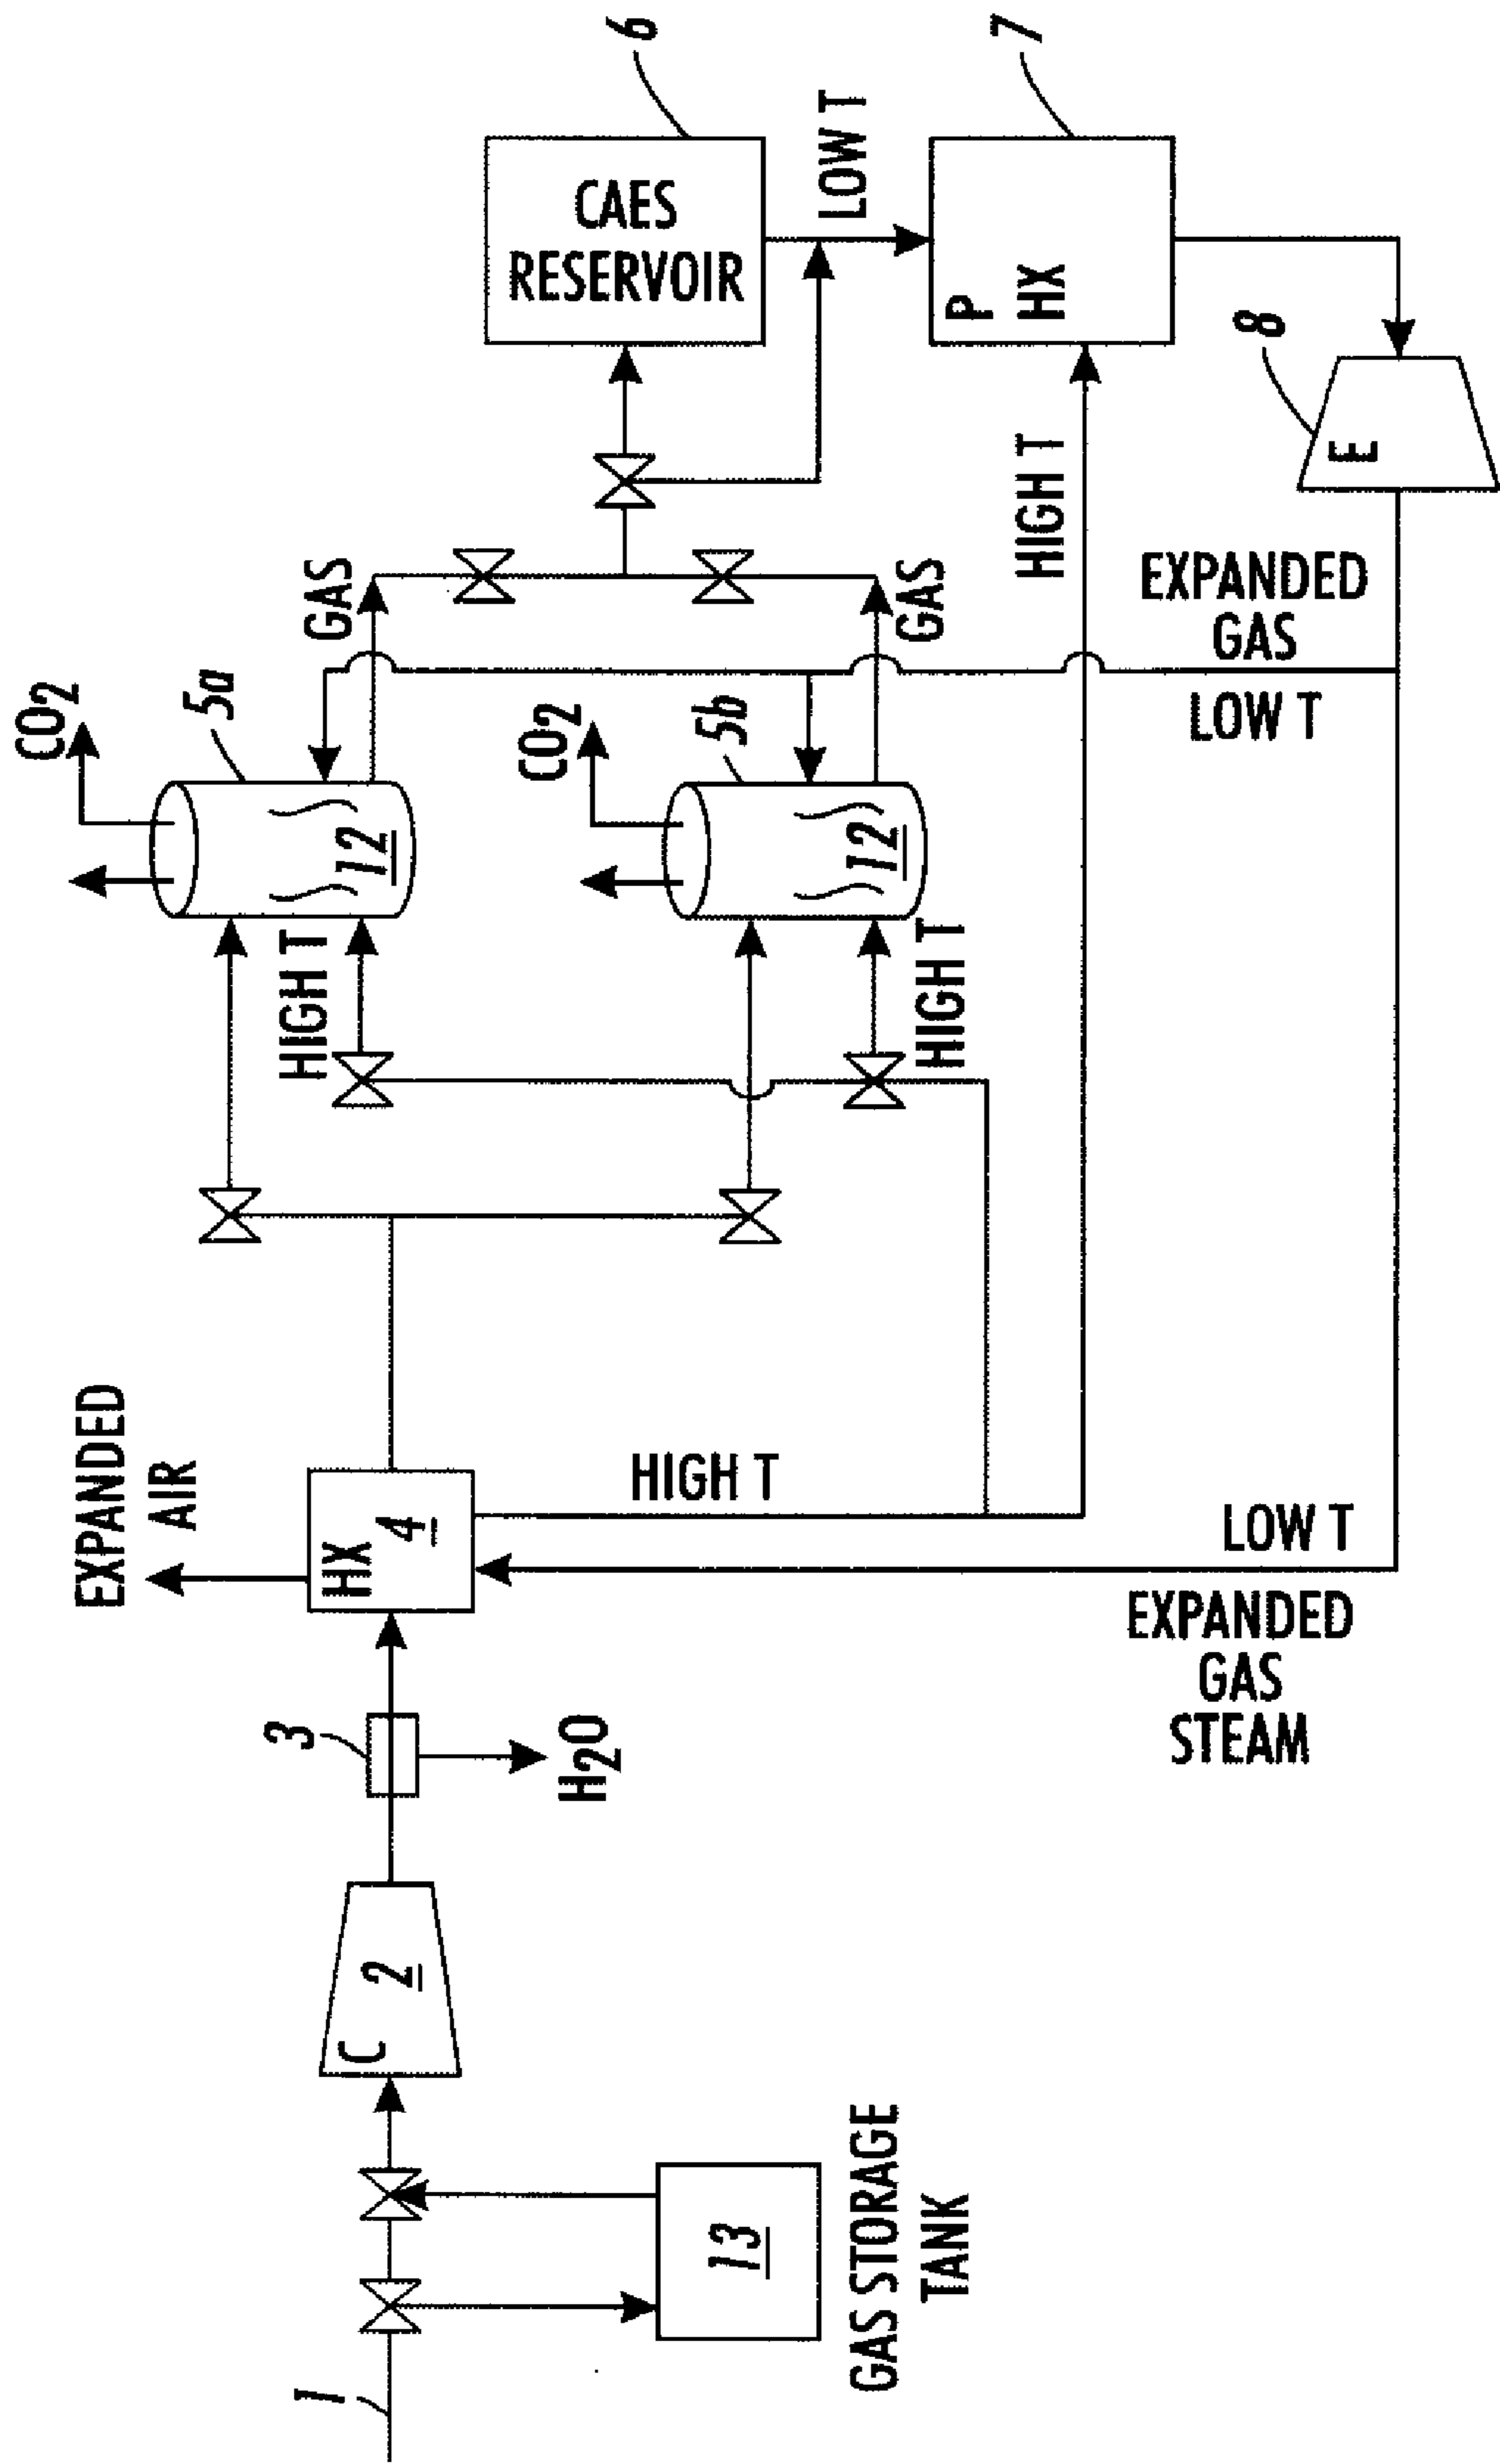 1
13
GAS STORAGE
TANK
C
2
3
H2O
EXPANDED
AIR
HX
4
HIGH T
LOW T
EXPANDED
GAS
STEAM
HIGH T
HIGH T
CO2
5a
12
CO2
5b
12
GAS
GAS
HIGH T
EXPANDED
GAS
LOW T
CAES
RESERVOIR
6
LOW T
P
HX
7
E
8